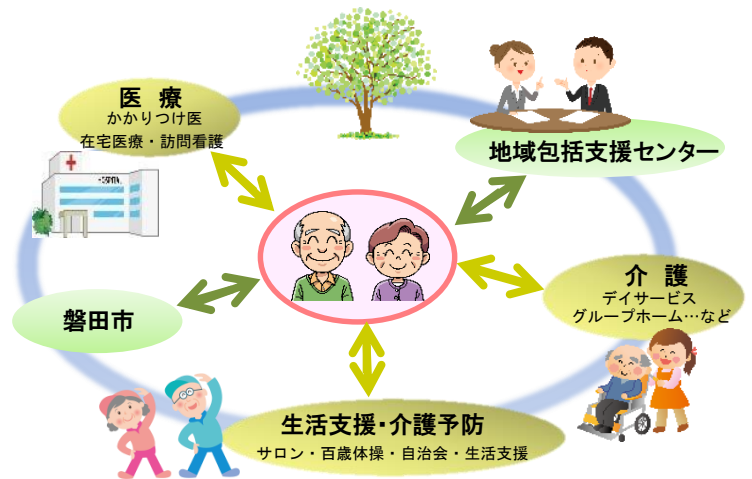 医 療
かかりつけ医
在宅医療・訪問看護
HOSPITAL
地域包括支援センター
介 護
デイサービス
グループホーム…など
磐田市
生活支援・介護予防
サロン・百歳体操・自治会・生活支援